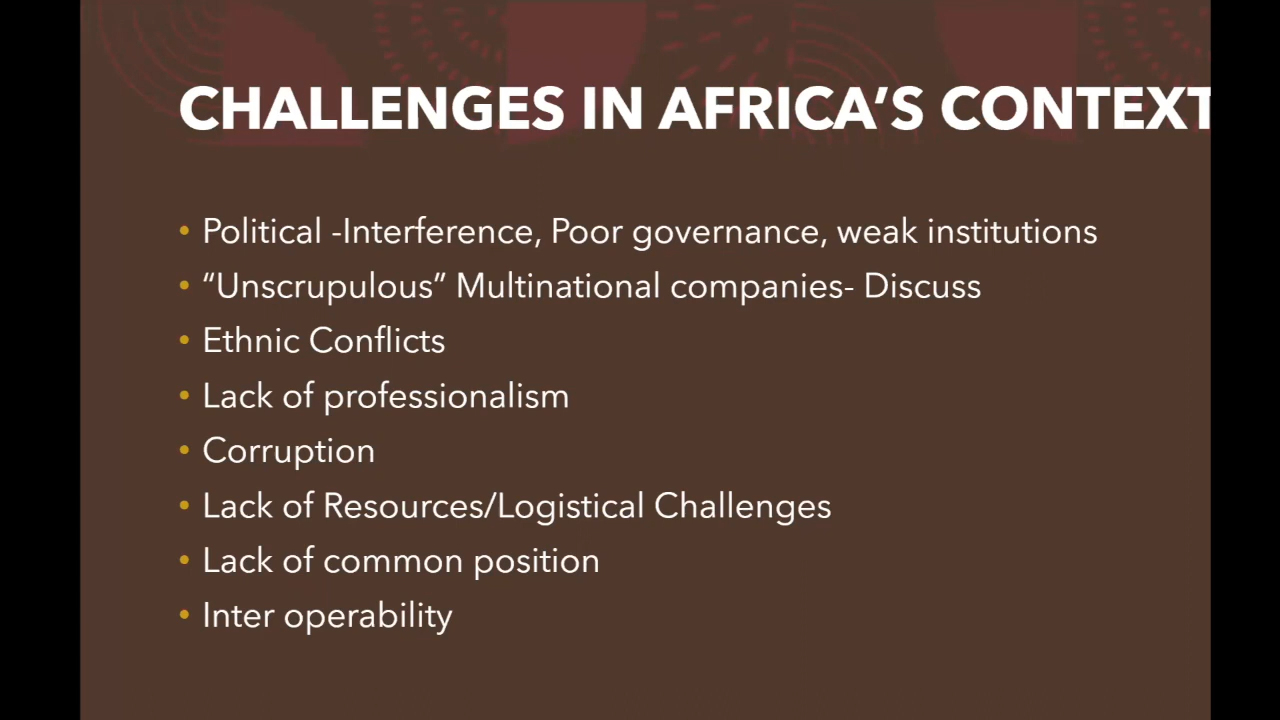 CHALLENGES IN AFRICA’S CONTEXT
• Political -Interference, Poor governance, weak institutions
• “Unscrupulous” Multinational companies- Discuss
• Ethnic Conflicts
• Lack of professionalism
• Corruption
• Lack of Resources/Logistical Challenges
• Lack of common position
• Inter operability